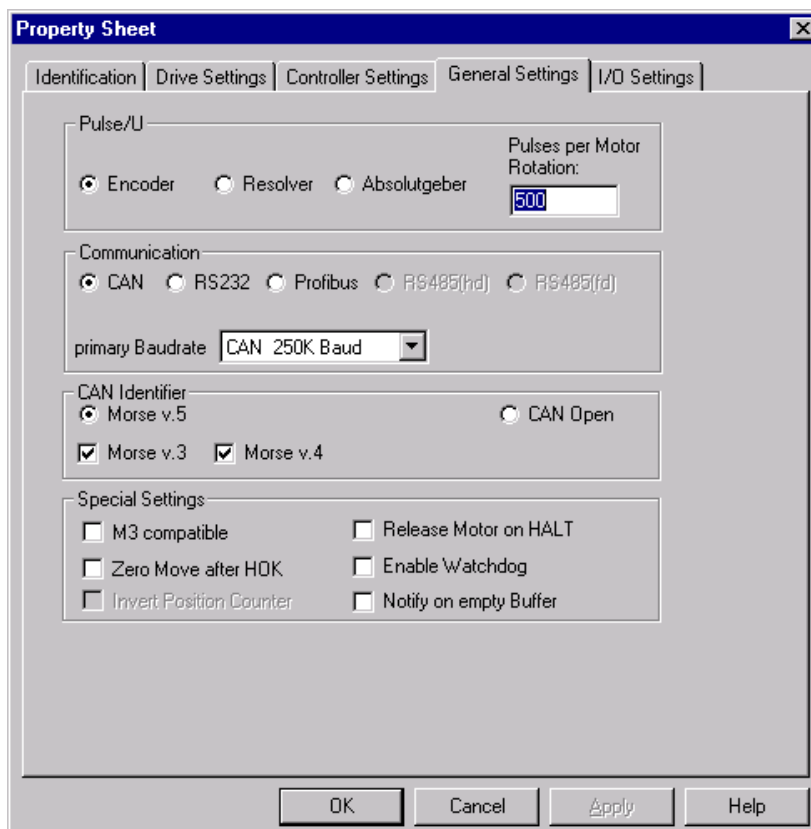 Property Sheet
Identification Drive Settings Controller Settings General Settings I/O Settings
Pulse/U
Pulses per Motor
Rotation:
Encoder Resolver Absolutgeber
500
Communication
CAN RS232 Profibus RS485(hd) RS485(fd)
primary Baudrate CAN 250K Baud
CAN Identifier
Morse v.5 CAN Open
Morse v.3 Morse v.4
Special Settings
M3 compatible Release Motor on HALT
Zero Move after HOK Enable Watchdog
Invert Position Counter Notify on empty Buffer
OK Cancel Apply Help